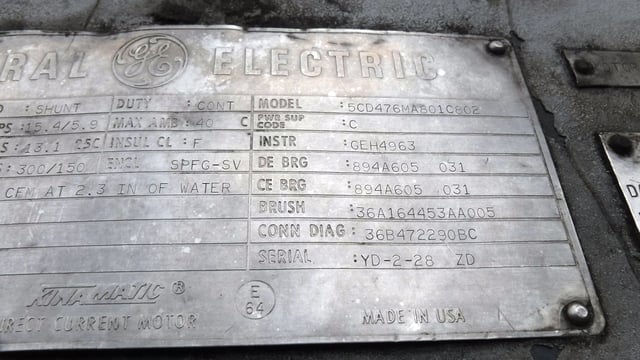 RAL GE ELECTRIC
D :SHUNT DUTY :CONT MODEL :5CD476MA801C802
PS:15.4/5.9 MAX AMB :40 C PWR SUP CODE :C
:43.1 25C INSUL CL :F INSTR :GEH4963
:300/150 ENCL SPFG-SV DE BRG :894A605 031
CFM AT 2.3 IN OF WATER CE BRG :894A605 031
BRUSH :36A164453AA005
CONN DIAG :36B472290BC
SERIAL :YD-2-28 ZD
KINAMATIC ® E 64
DIRECT CURRENT MOTOR MADE IN USA